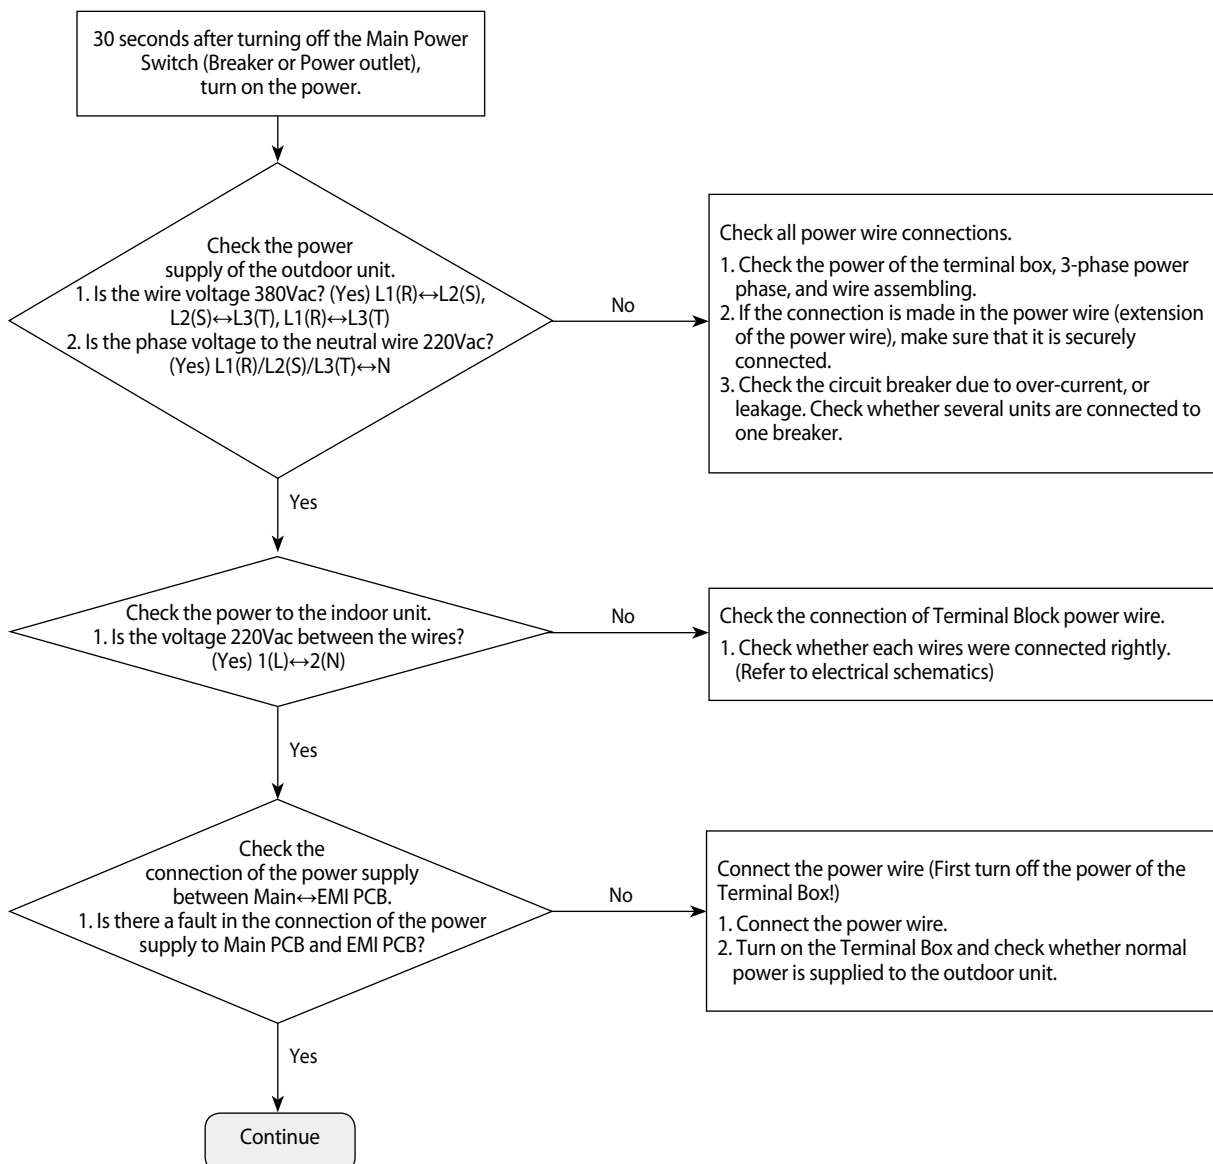 30 seconds after turning off the Main Power
Switch (Breaker or Power outlet),
turn on the power.
Check the power
supply of the outdoor unit.
1. Is the wire voltage 380Vac? (Yes) L1(R)↔L2(S),
L2(S)↔L3(T), L1(R)↔L3(T)
2. Is the phase voltage to the neutral wire 220Vac?
(Yes) L1(R)/L2(S)/L3(T)↔N
No
Check all power wire connections.
1. Check the power of the terminal box, 3-phase power
phase, and wire assembling.
2. If the connection is made in the power wire (extension
of the power wire), make sure that it is securely
connected.
3. Check the circuit breaker due to over-current, or
leakage. Check whether several units are connected to
one breaker.
Yes
Check the power to the indoor unit.
1. Is the voltage 220Vac between the wires?
(Yes) 1(L)↔2(N)
No
Check the connection of Terminal Block power wire.
1. Check whether each wires were connected rightly.
(Refer to electrical schematics)
Yes
Check the
connection of the power supply
between Main↔EMI PCB.
1. Is there a fault in the connection of the power
supply to Main PCB and EMI PCB?
No
Connect the power wire (First turn off the power of the
Terminal Box!)
1. Connect the power wire.
2. Turn on the Terminal Box and check whether normal
power is supplied to the outdoor unit.
Yes
Continue